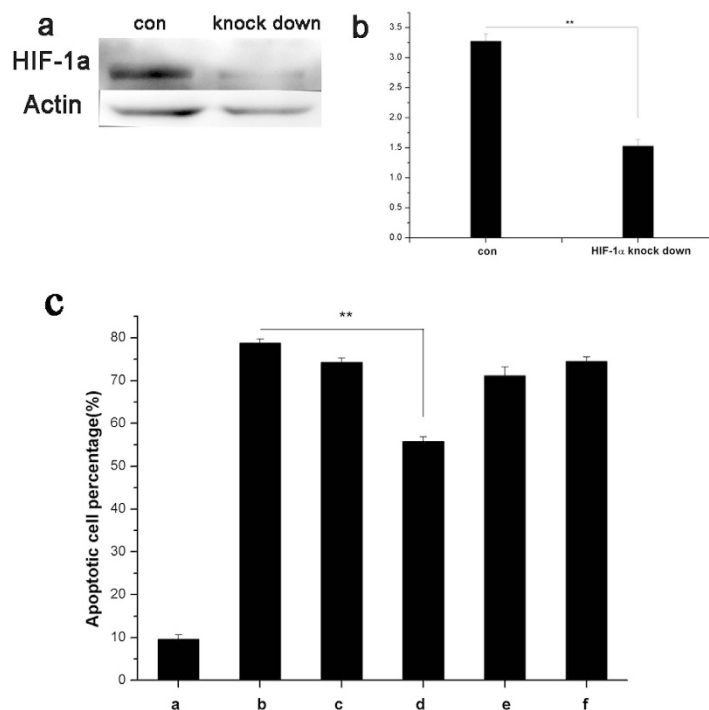 a
con knock down
HIF-1a
Actin
b
**
3.5
3.0
2.5
2.0
1.5
1.0
0.5
0.0
con HIF-1α knock down
c
**
Apoptotic cell percentage(%)
80
70
60
50
40
30
20
10
0
a b c d e f